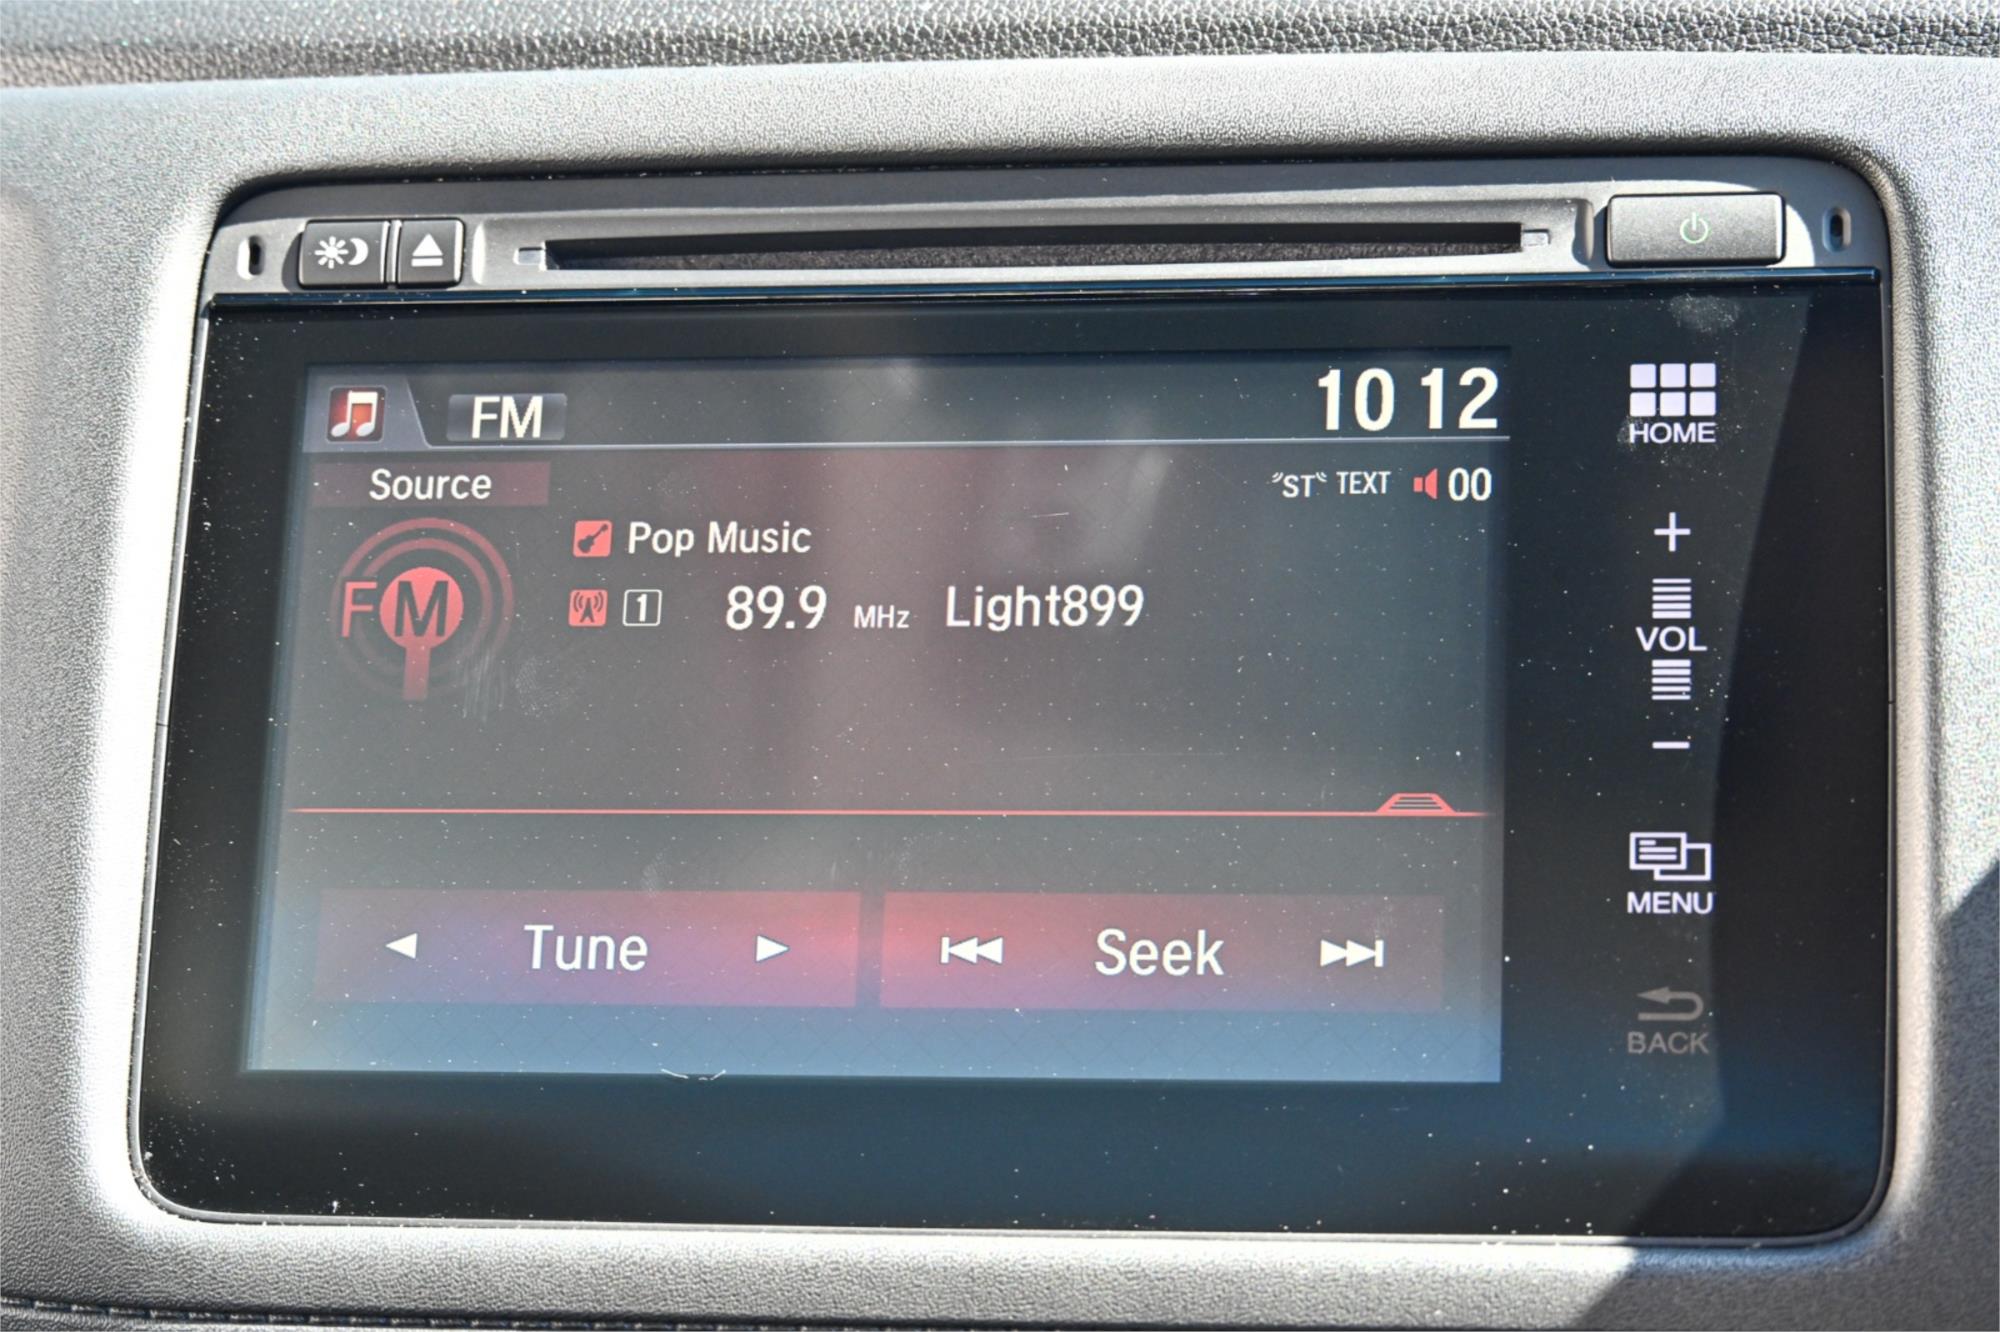 FM
10 12
HOME
Source
"ST" TEXT 00
FM
Pop Music
1 89.9 MHz Light899
+
VOL
−
Tune
Seek
MENU
BACK